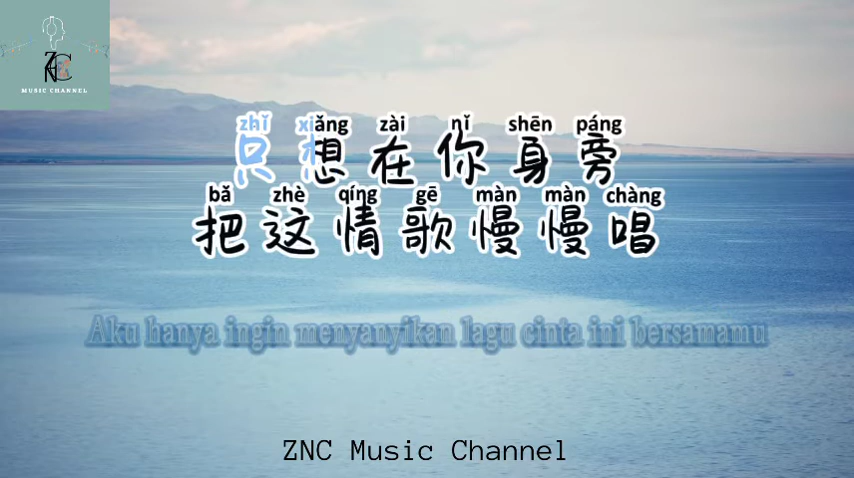 ZNC
MUSIC CHANNEL
zhǐ xiǎng zài nǐ shēn páng
只想在你身旁
bǎ zhè qíng gē màn màn chàng
把这情歌慢慢唱
Aku hanya ingin menyanyikan lagu cinta ini bersamamu
ZNC Music Channel